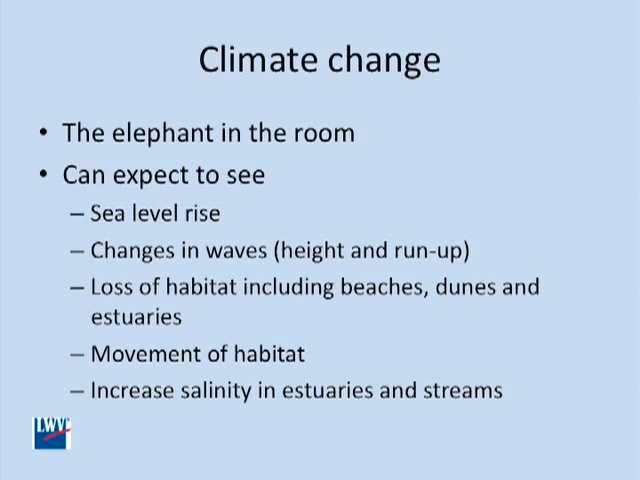 Climate change
• The elephant in the room
• Can expect to see
– Sea level rise
– Changes in waves (height and run-up)
– Loss of habitat including beaches, dunes and
estuaries
– Movement of habitat
– Increase salinity in estuaries and streams
LWV